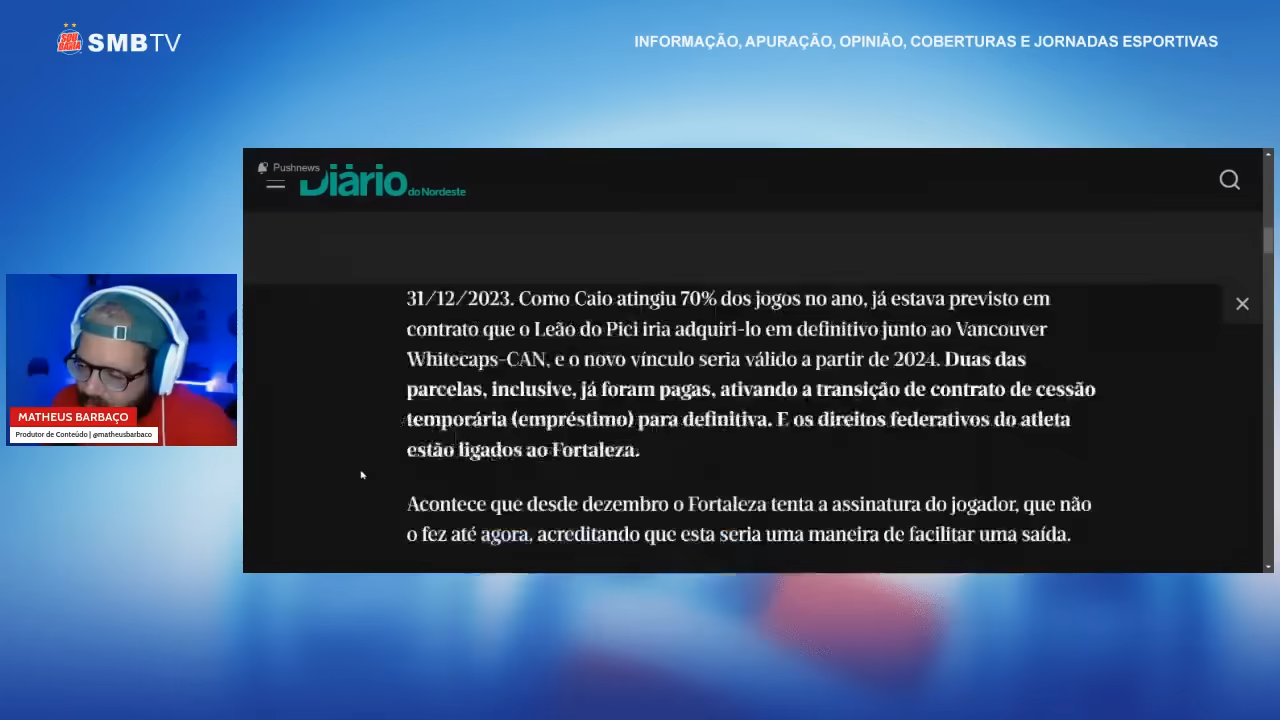 SOU
BAHIA
SMBTV
INFORMAÇÃO, APURAÇÃO, OPINIÃO, COBERTURAS E JORNADAS ESPORTIVAS
Pushnews
Diário do Nordeste
31/12/2023. Como Caio atingiu 70% dos jogos no ano, já estava previsto em
contrato que o Leão do Pici iria adquiri-lo em definitivo junto ao Vancouver
Whitecaps-CAN, e o novo vínculo seria válido a partir de 2024. Duas das
parcelas, inclusive, já foram pagas, ativando a transição de contrato de cessão
temporária (empréstimo) para definitiva. E os direitos federativos do atleta
estão ligados ao Fortaleza.
Acontece que desde dezembro o Fortaleza tenta a assinatura do jogador, que não
o fez até agora, acreditando que esta seria uma maneira de facilitar uma saída.
MATHEUS BARBAÇO
Produtor de Conteúdo | @matheusbarbaco